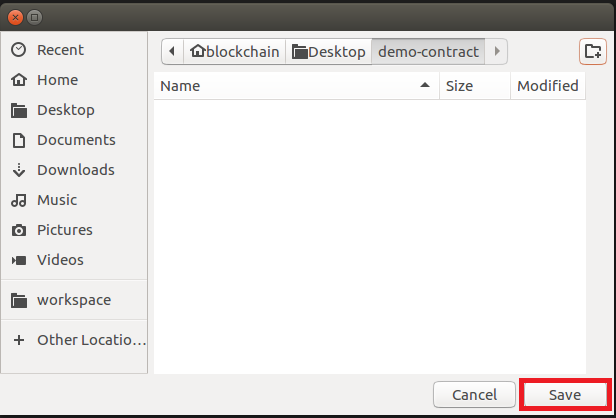 blockchain Desktop demo-contract
Recent
Home
Desktop
Documents
Downloads
Music
Pictures
Videos
workspace
Other Locatio...
Name Size Modified
Cancel Save